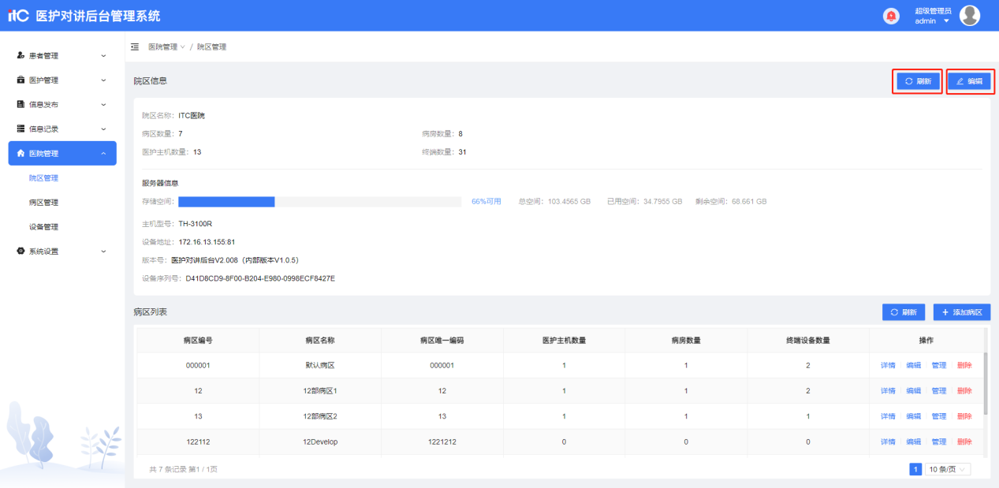 itC 医护对讲后台管理系统
超级管理员
admin
患者管理
医护管理
信息发布
信息记录
医院管理
院区管理
病区管理
设备管理
系统设置
医院管理 / 院区管理
院区信息
刷新 编辑
院区名称: ITC医院
病区数量: 7 病房数量: 8
医护主机数量: 13 终端数量: 31
服务器信息
存储空间: 66%可用 总空间: 103.4565 GB 已用空间: 34.7955 GB 剩余空间: 68.661 GB
主机型号: TH-3100R
设备地址: 172.16.13.155:81
版本号: 医护对讲后台V2.008（内部版本V1.0.5）
设备序列号: D41D8CD9-8F00-B204-E980-0998ECF8427E
病区列表 刷新 + 添加病区
病区编号 病区名称 病区唯一编码 医护主机数量 病房数量 终端设备数量 操作
000001 默认病区 000001 1 1 2 详情 编辑 管理 删除
12 12部病区1 12 1 1 2 详情 编辑 管理 删除
13 12部病区2 13 1 1 1 详情 编辑 管理 删除
122112 12Develop 1221212 0 0 0 详情 编辑 管理 删除
共 7 条记录 第1 / 1页 1 10 条/页